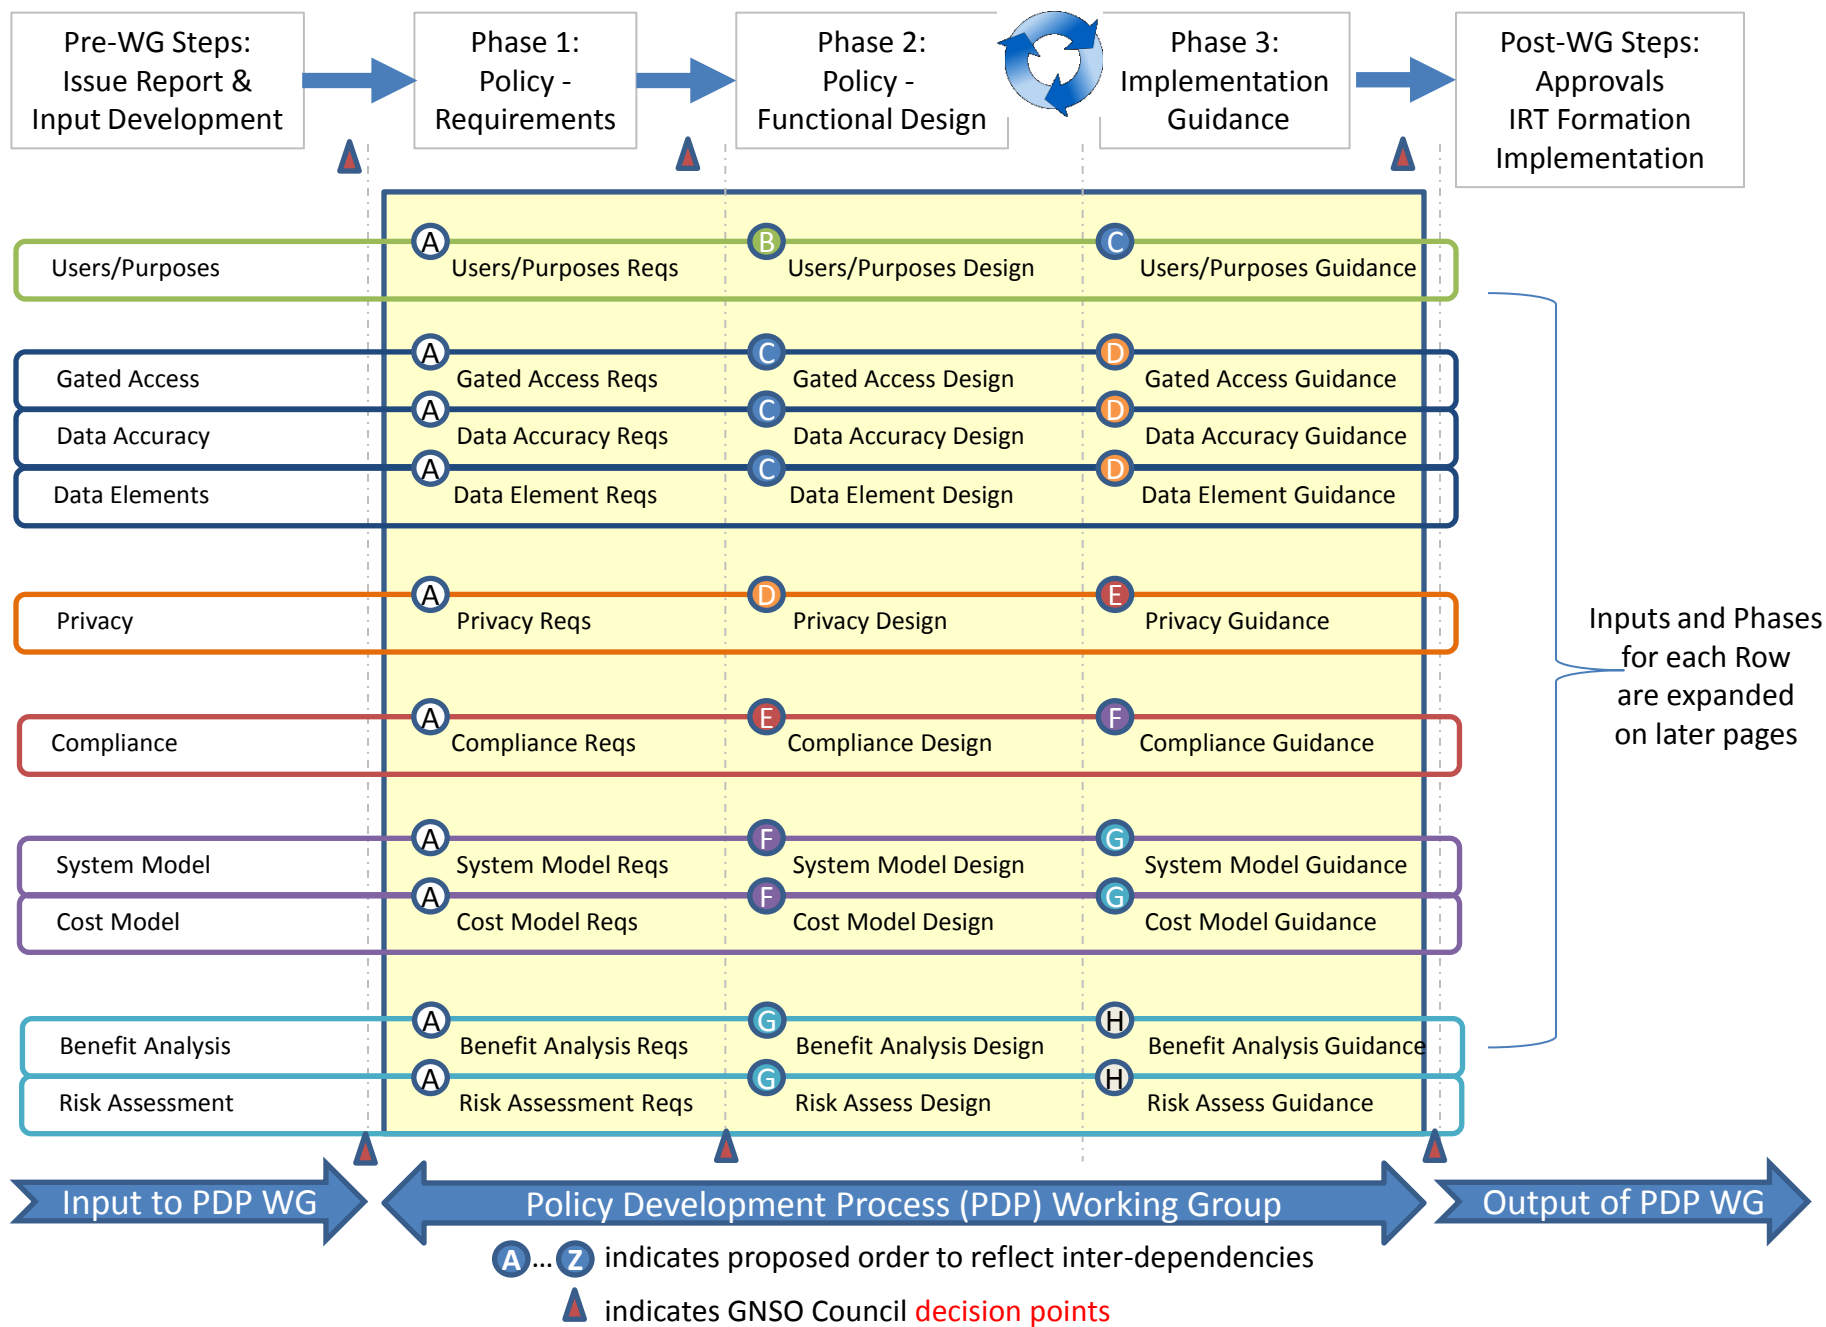 Pre-WG Steps:
Issue Report &
Input Development
Phase 1:
Policy -
Requirements
Phase 2:
Policy -
Functional Design
Phase 3:
Implementation
Guidance
Post-WG Steps:
Approvals
IRT Formation
Implementation
A B C
Users/Purposes Users/Purposes Reqs Users/Purposes Design Users/Purposes Guidance
A C D
Gated Access Gated Access Reqs Gated Access Design Gated Access Guidance
A C D
Data Accuracy Data Accuracy Reqs Data Accuracy Design Data Accuracy Guidance
A C D
Data Elements Data Element Reqs Data Element Design Data Element Guidance
A D E
Privacy Privacy Reqs Privacy Design Privacy Guidance
A E F
Compliance Compliance Reqs Compliance Design Compliance Guidance
A F G
System Model System Model Reqs System Model Design System Model Guidance
A F G
Cost Model Cost Model Reqs Cost Model Design Cost Model Guidance
A G H
Benefit Analysis Benefit Analysis Reqs Benefit Analysis Design Benefit Analysis Guidance
A G H
Risk Assessment Risk Assessment Reqs Risk Assess Design Risk Assess Guidance
Inputs and Phases
for each Row
are expanded
on later pages
Input to PDP WG
Policy Development Process (PDP) Working Group
Output of PDP WG
A...Z indicates proposed order to reflect inter-dependencies
indicates GNSO Council decision points